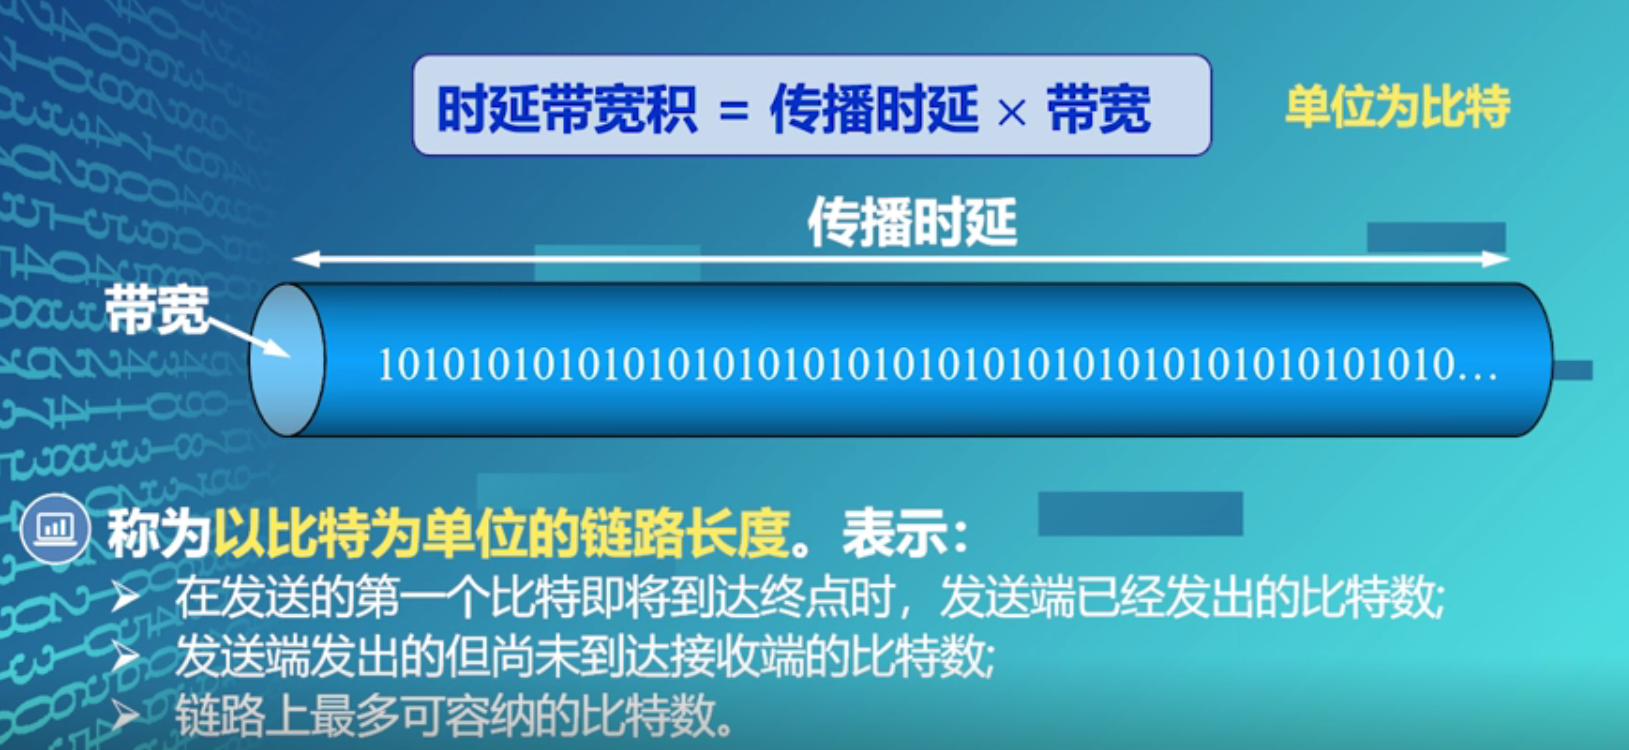 时延带宽积 = 传播时延 × 带宽
单位为比特
传播时延
带宽
1010101010101010101010101010101010101010101010...
称为以比特为单位的链路长度。表示：
在发送的第一个比特即将到达终点时，发送端已经发出的比特数;
发送端发出的但尚未到达接收端的比特数;
链路上最多可容纳的比特数。